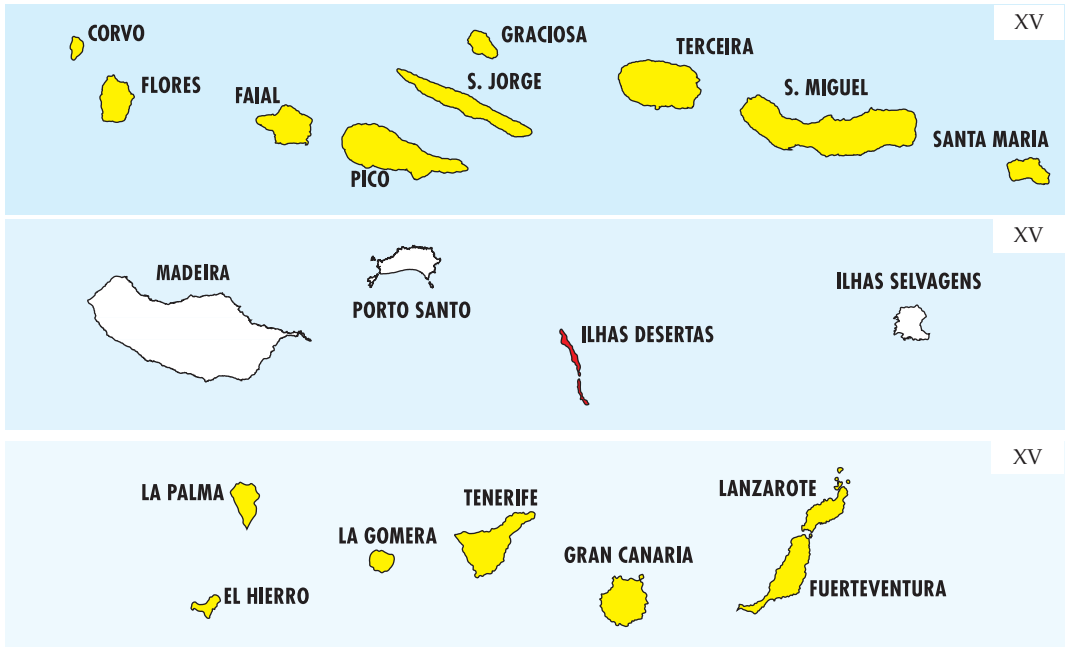 XV
CORVO
FLORES
FAIAL
PICO
GRACIOSA
S. JORGE
TERCEIRA
S. MIGUEL
SANTA MARIA
XV
MADEIRA
PORTO SANTO
ILHAS DESERTAS
ILHAS SELVAGENS
XV
LA PALMA
EL HIERRO
LA GOMERA
TENERIFE
GRAN CANARIA
LANZAROTE
FUERTEVENTURA